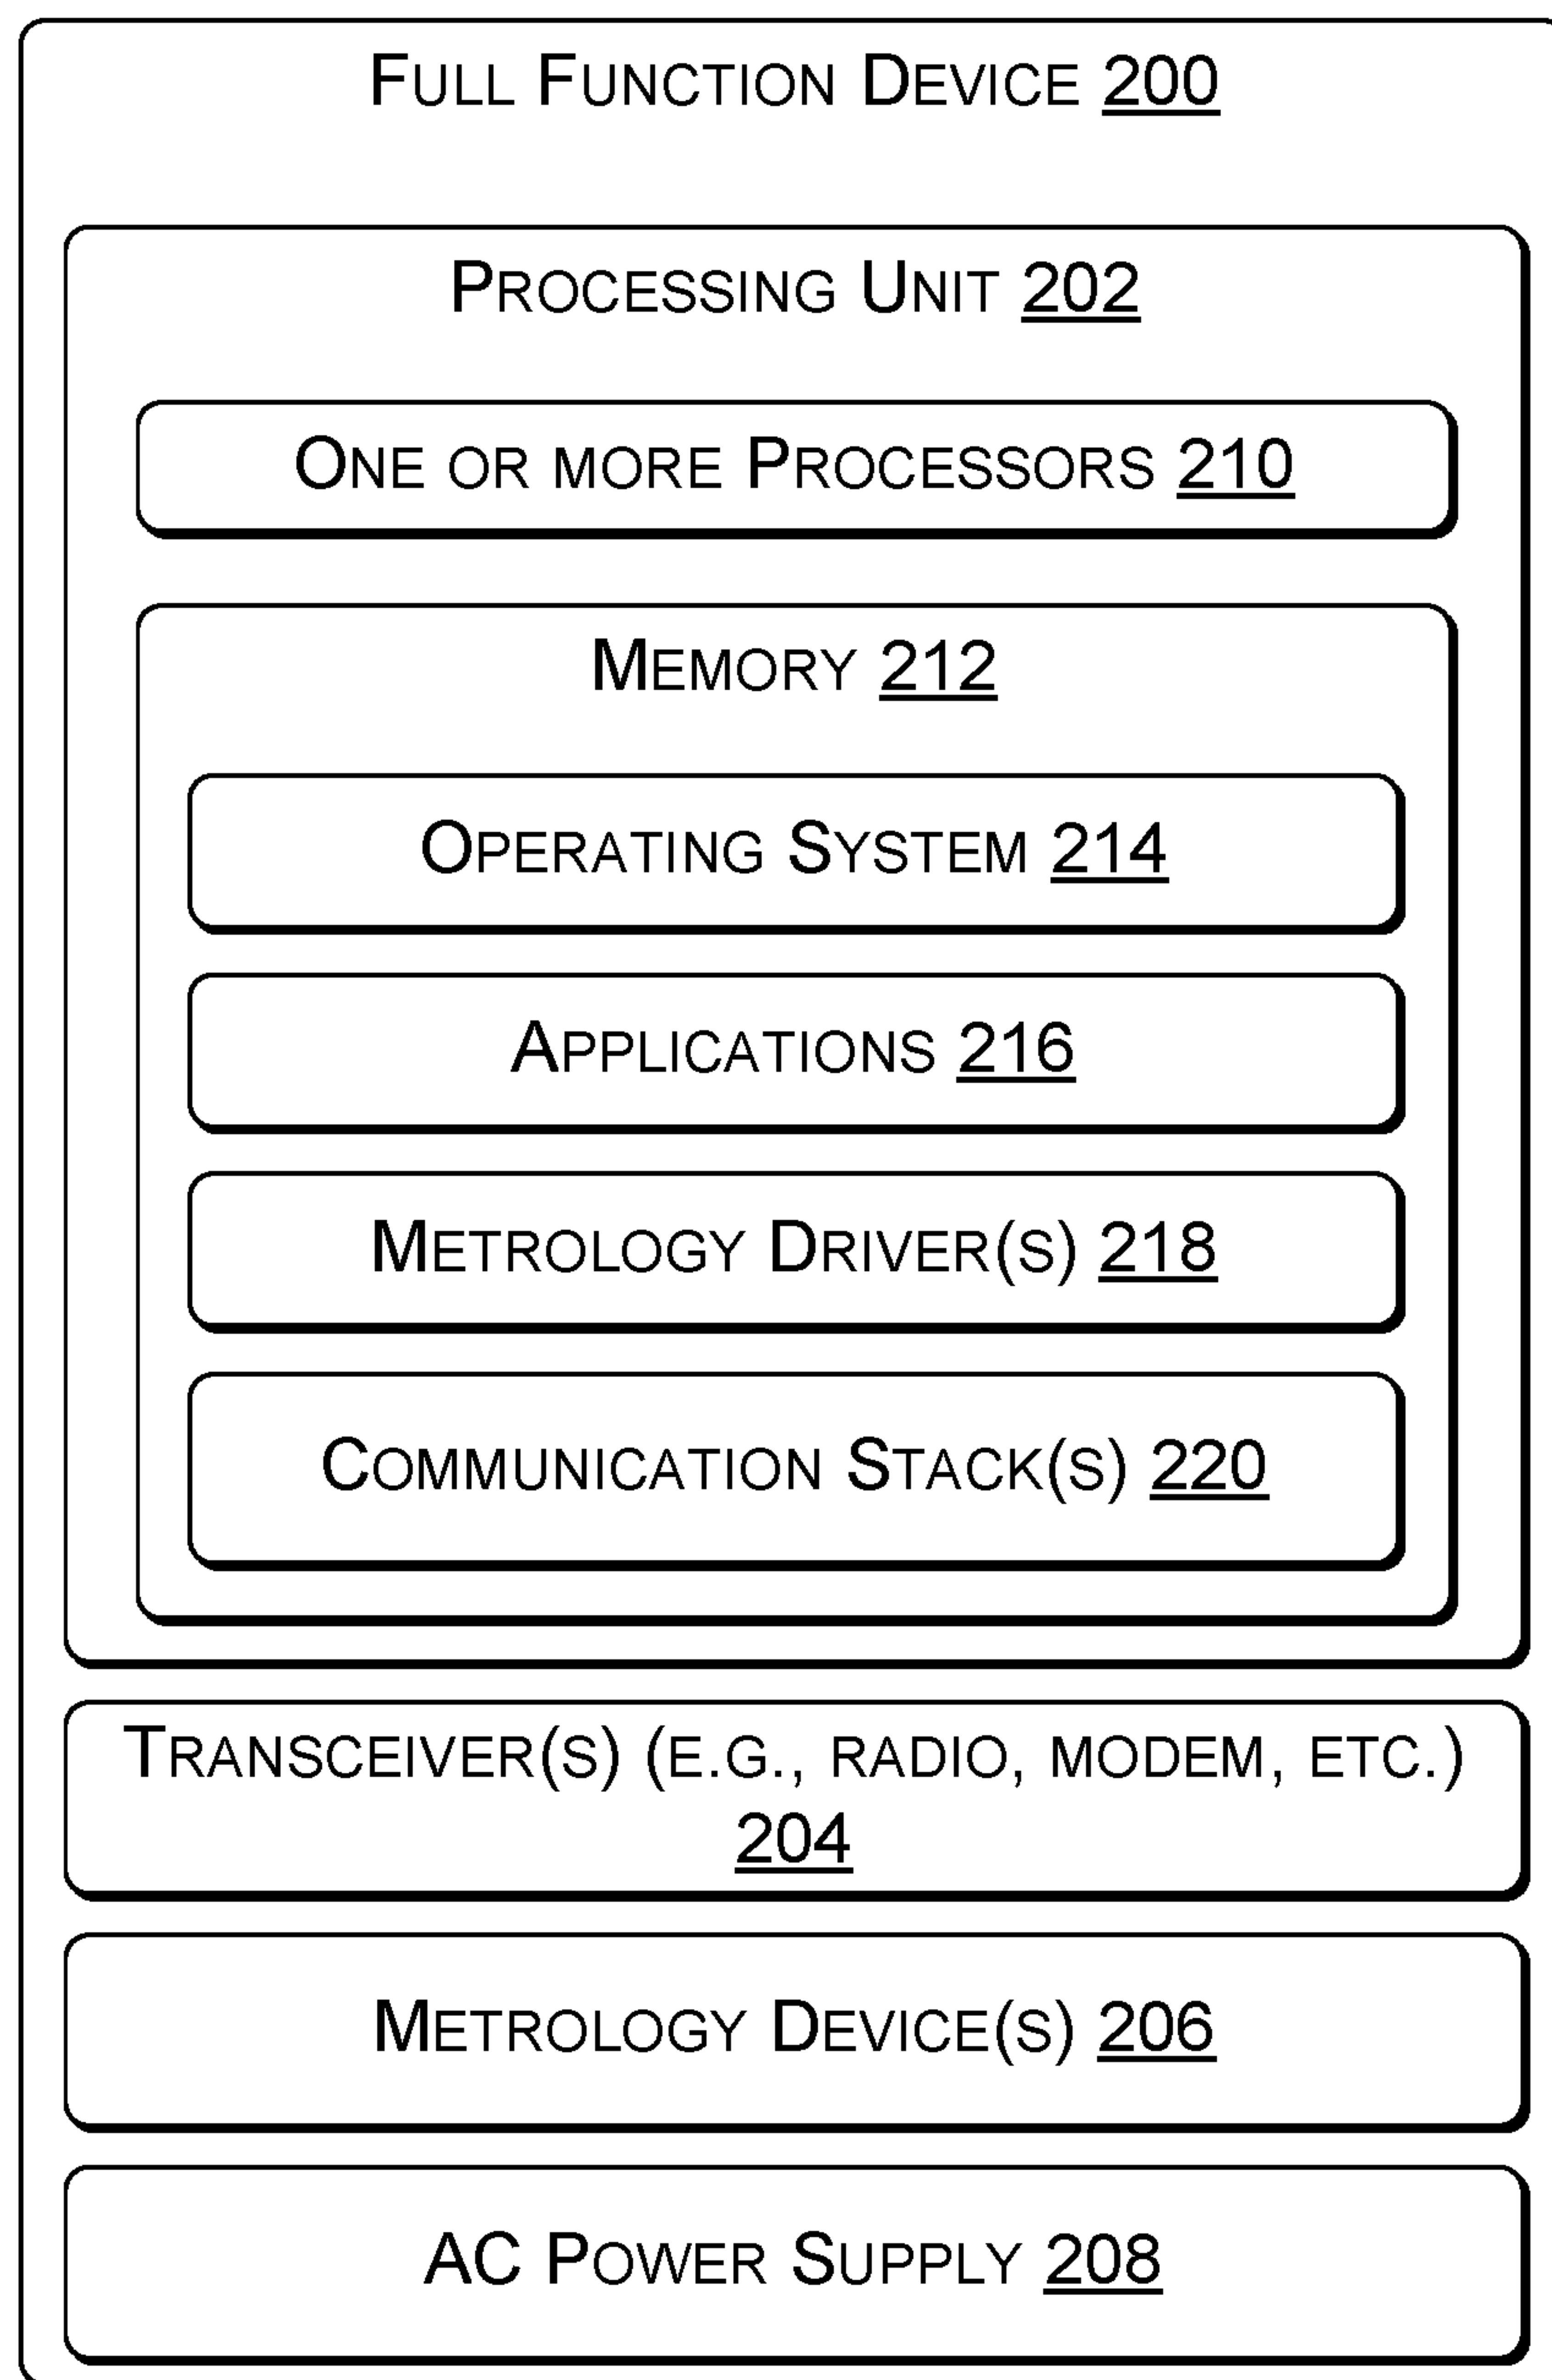 FULL FUNCTION DEVICE 200
PROCESSING UNIT 202
ONE OR MORE PROCESSORS 210
MEMORY 212
OPERATING SYSTEM 214
APPLICATIONS 216
METROLOGY DRIVER(S) 218
COMMUNICATION STACK(S) 220
TRANSCEIVER(S) (E.G., RADIO, MODEM, ETC.)
204
METROLOGY DEVICE(S) 206
AC POWER SUPPLY 208